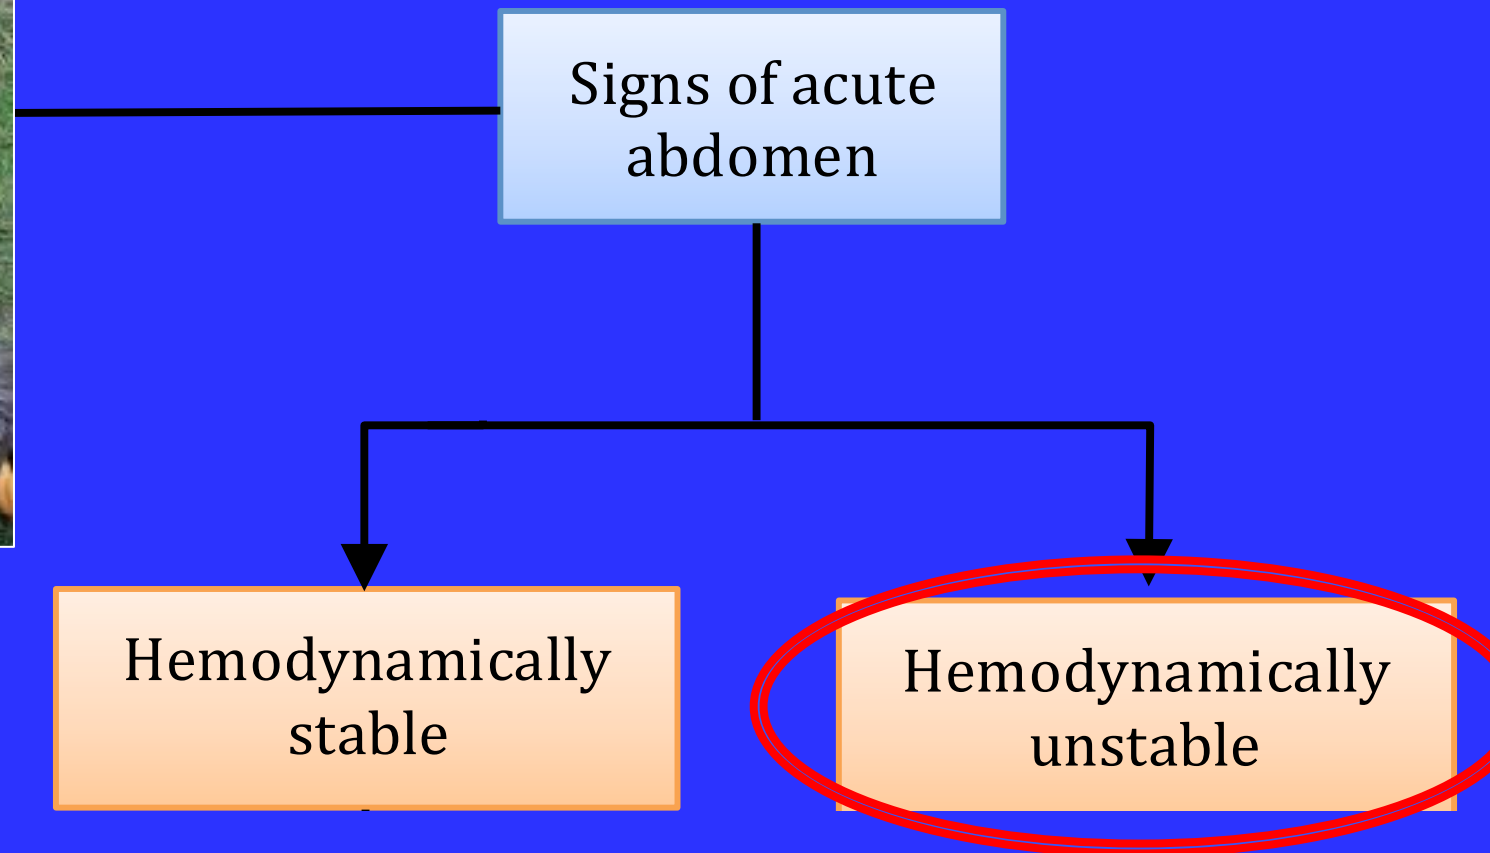 Signs of acute
abdomen
Hemodynamically
stable
Hemodynamically
unstable